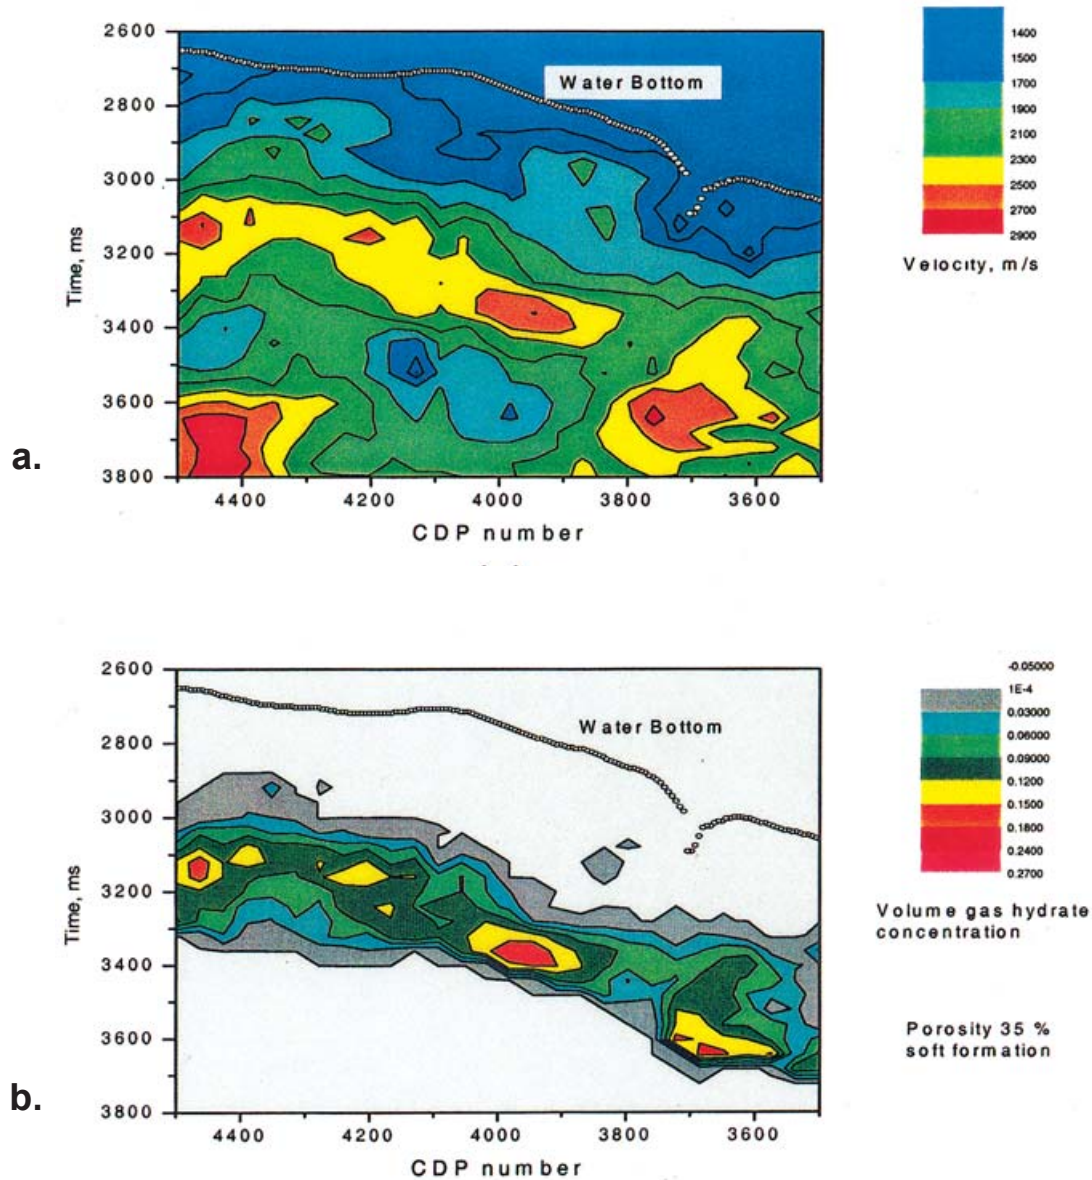 2600
2800
3000
3200
3400
3600
3800
Time, ms
Water Bottom
4400 4200 4000 3800 3600
CDP number
1400
1500
1700
1900
2100
2300
2500
2700
2900
Velocity, m/s
a.
2600
2800
3000
3200
3400
3600
3800
Time, ms
Water Bottom
4400 4200 4000 3800 3600
CDP number
-0.05000
1E-4
0.03000
0.06000
0.09000
0.1200
0.1500
0.1800
0.2400
0.2700
Volume gas hydrate
concentration
Porosity 35 %
soft formation
b.